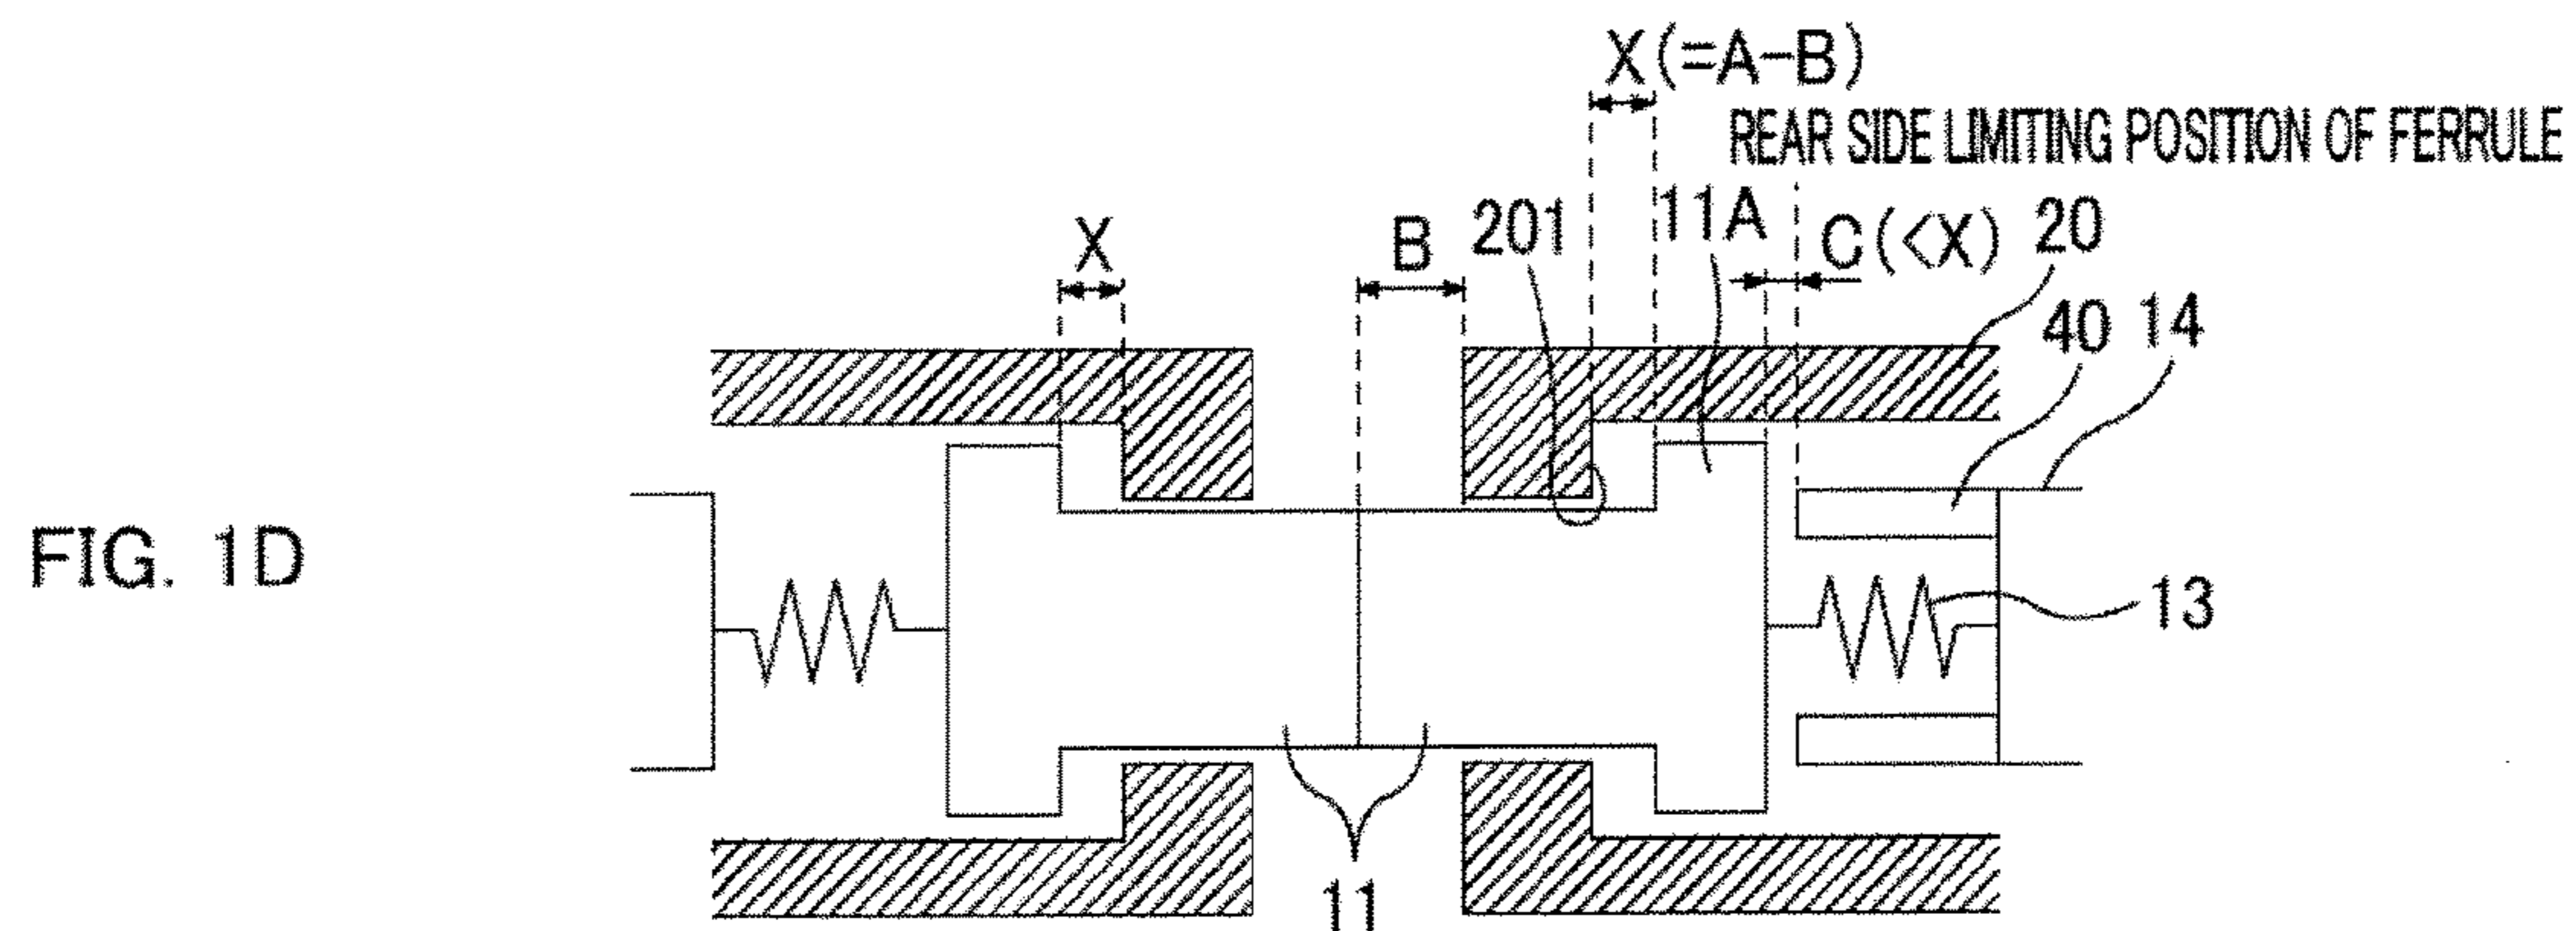 X(=A-B)
REAR SIDE LIMITING POSITION OF FERRULE
X
B
201
11A
C(<X)
20
40
14
FIG. 1D
13
11